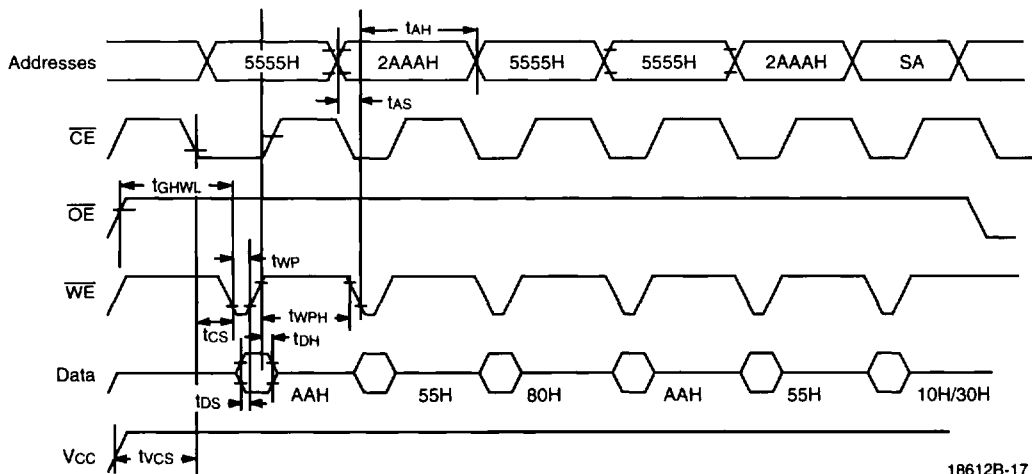 tAH
Addresses 5555H 2AAAH 5555H 5555H 2AAAH SA
tAS
CE
tGHWL
OE
tWP
WE
tWPH
tCS
tDH
Data
tDS AAH 55H 80H AAH 55H 10H/30H
VCC tVCS
18612B-17